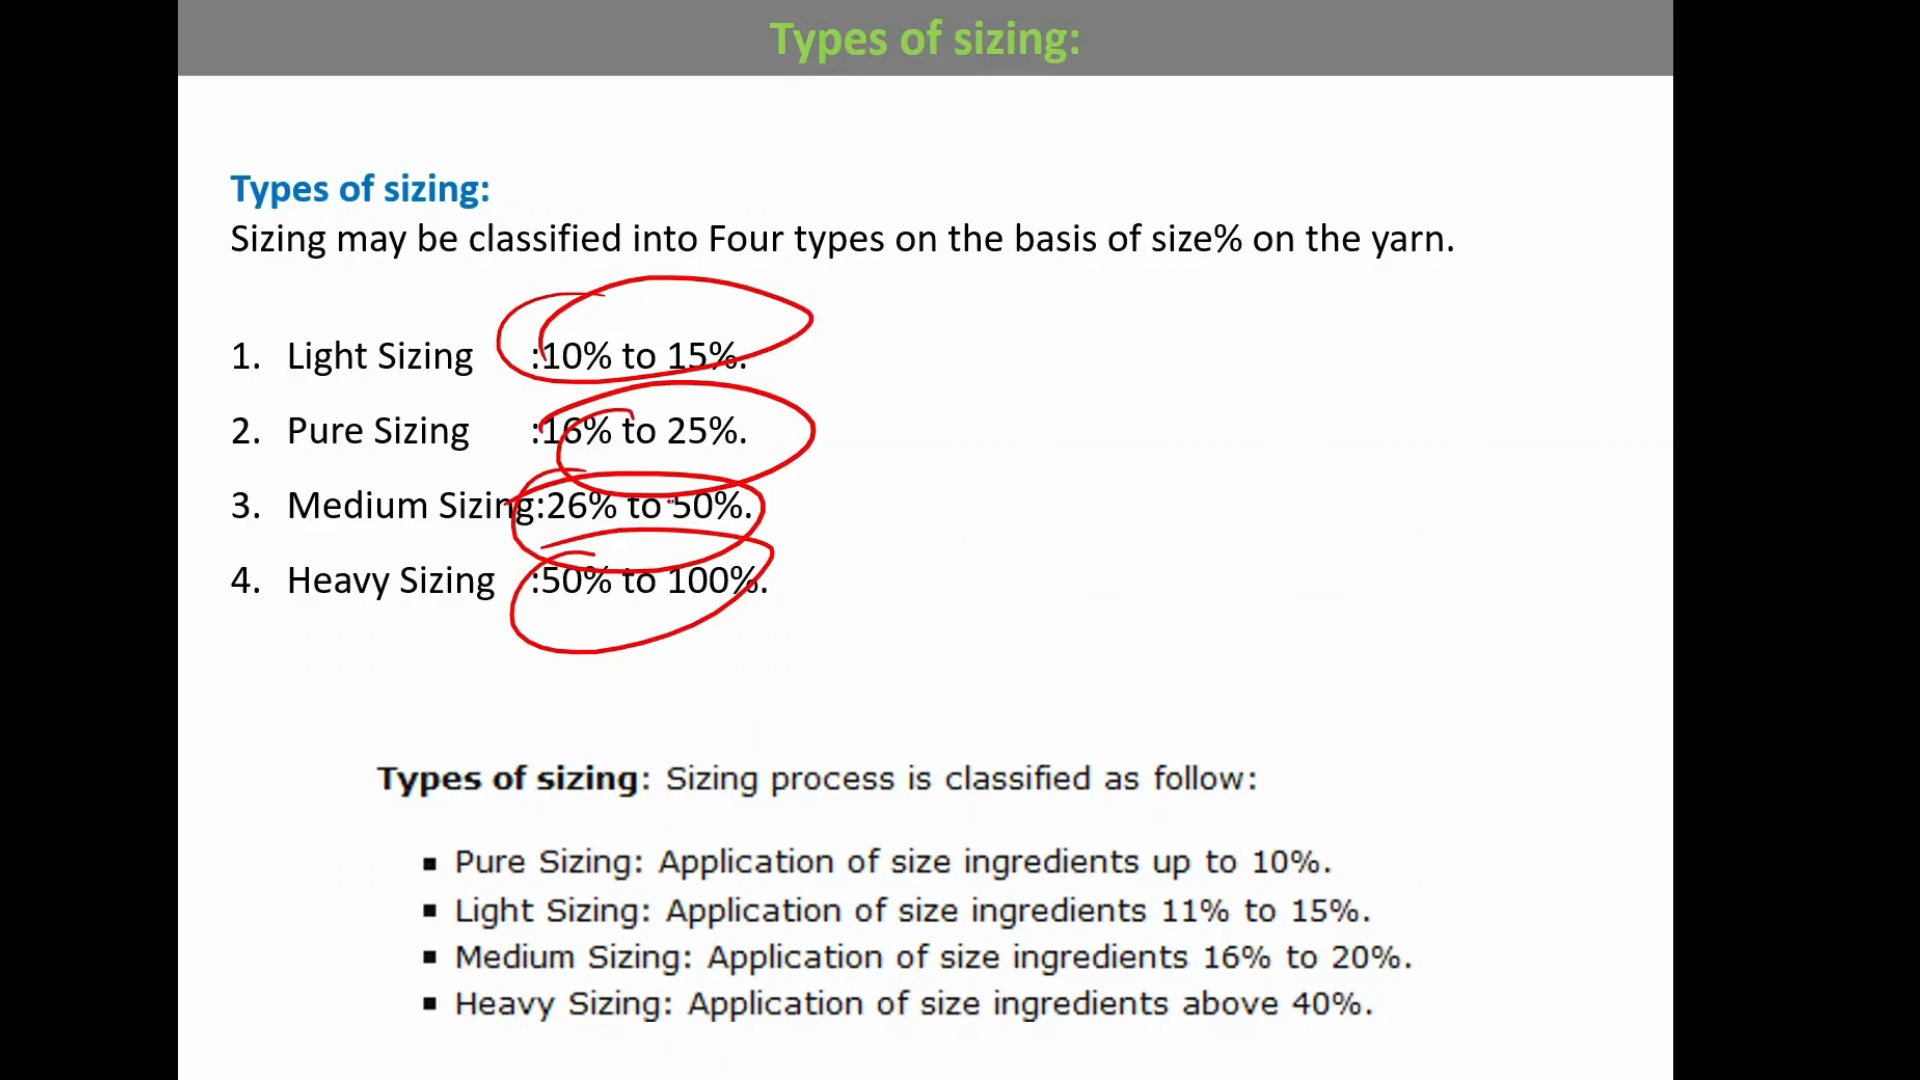 Types of sizing:
Types of sizing:
Sizing may be classified into Four types on the basis of size% on the yarn.
1. Light Sizing :10% to 15%.
2. Pure Sizing :16% to 25%.
3. Medium Sizing:26% to 50%.
4. Heavy Sizing :50% to 100%.
Types of sizing: Sizing process is classified as follow:
▪ Pure Sizing: Application of size ingredients up to 10%.
▪ Light Sizing: Application of size ingredients 11% to 15%.
▪ Medium Sizing: Application of size ingredients 16% to 20%.
▪ Heavy Sizing: Application of size ingredients above 40%.